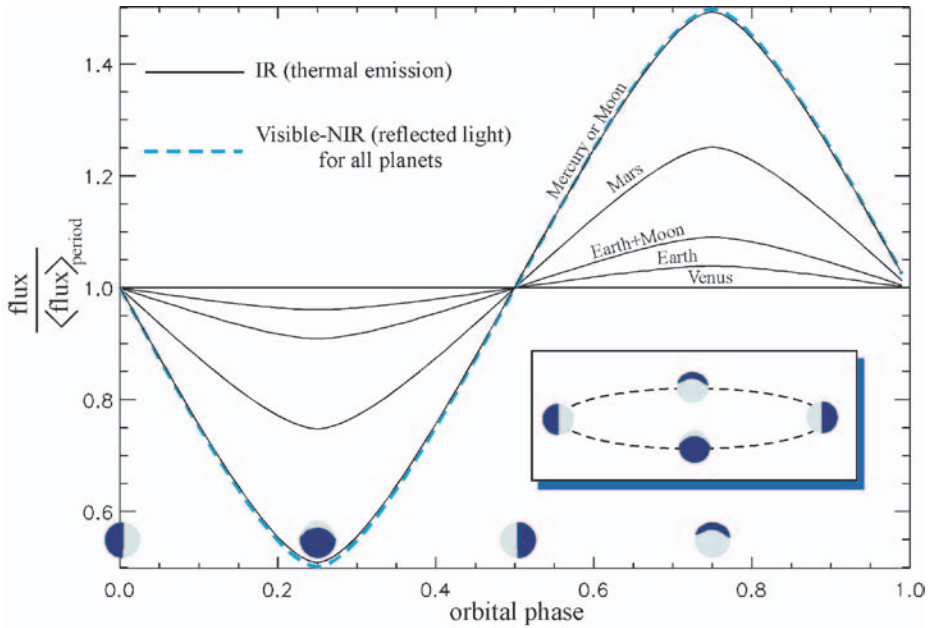 1.4
1.2
1.0
0.8
0.6
flux
<flux>period
IR (thermal emission)
Visible-NIR (reflected light)
for all planets
Mercury or Moon
Mars
Earth+Moon
Earth
Venus
0.0 0.2 0.4 0.6 0.8 1.0
orbital phase